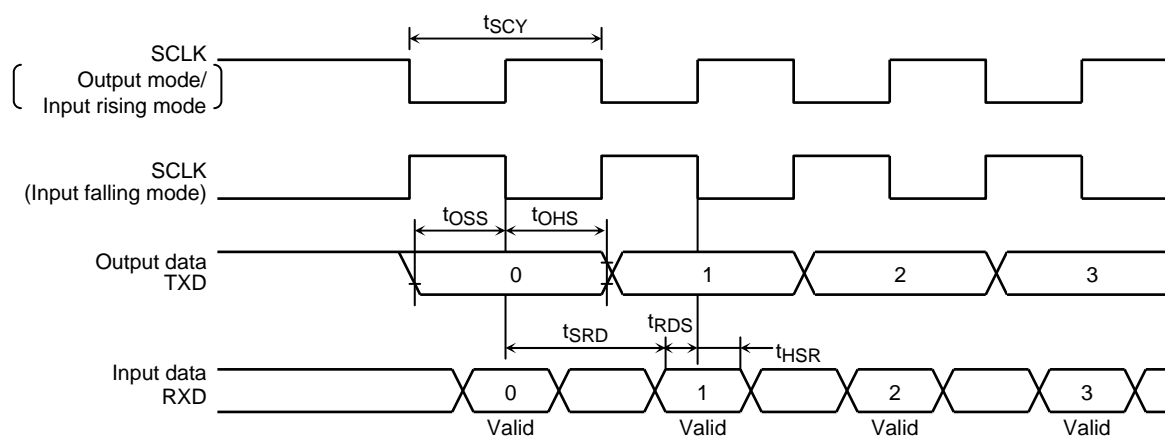 tSCY
SCLK
Output mode/
Input rising mode
SCLK
(Input falling mode)
tOSS
tOHS
Output data
TXD
0
1
2
3
tSRD
tRDS
tHSR
Input data
RXD
0
1
2
3
Valid
Valid
Valid
Valid